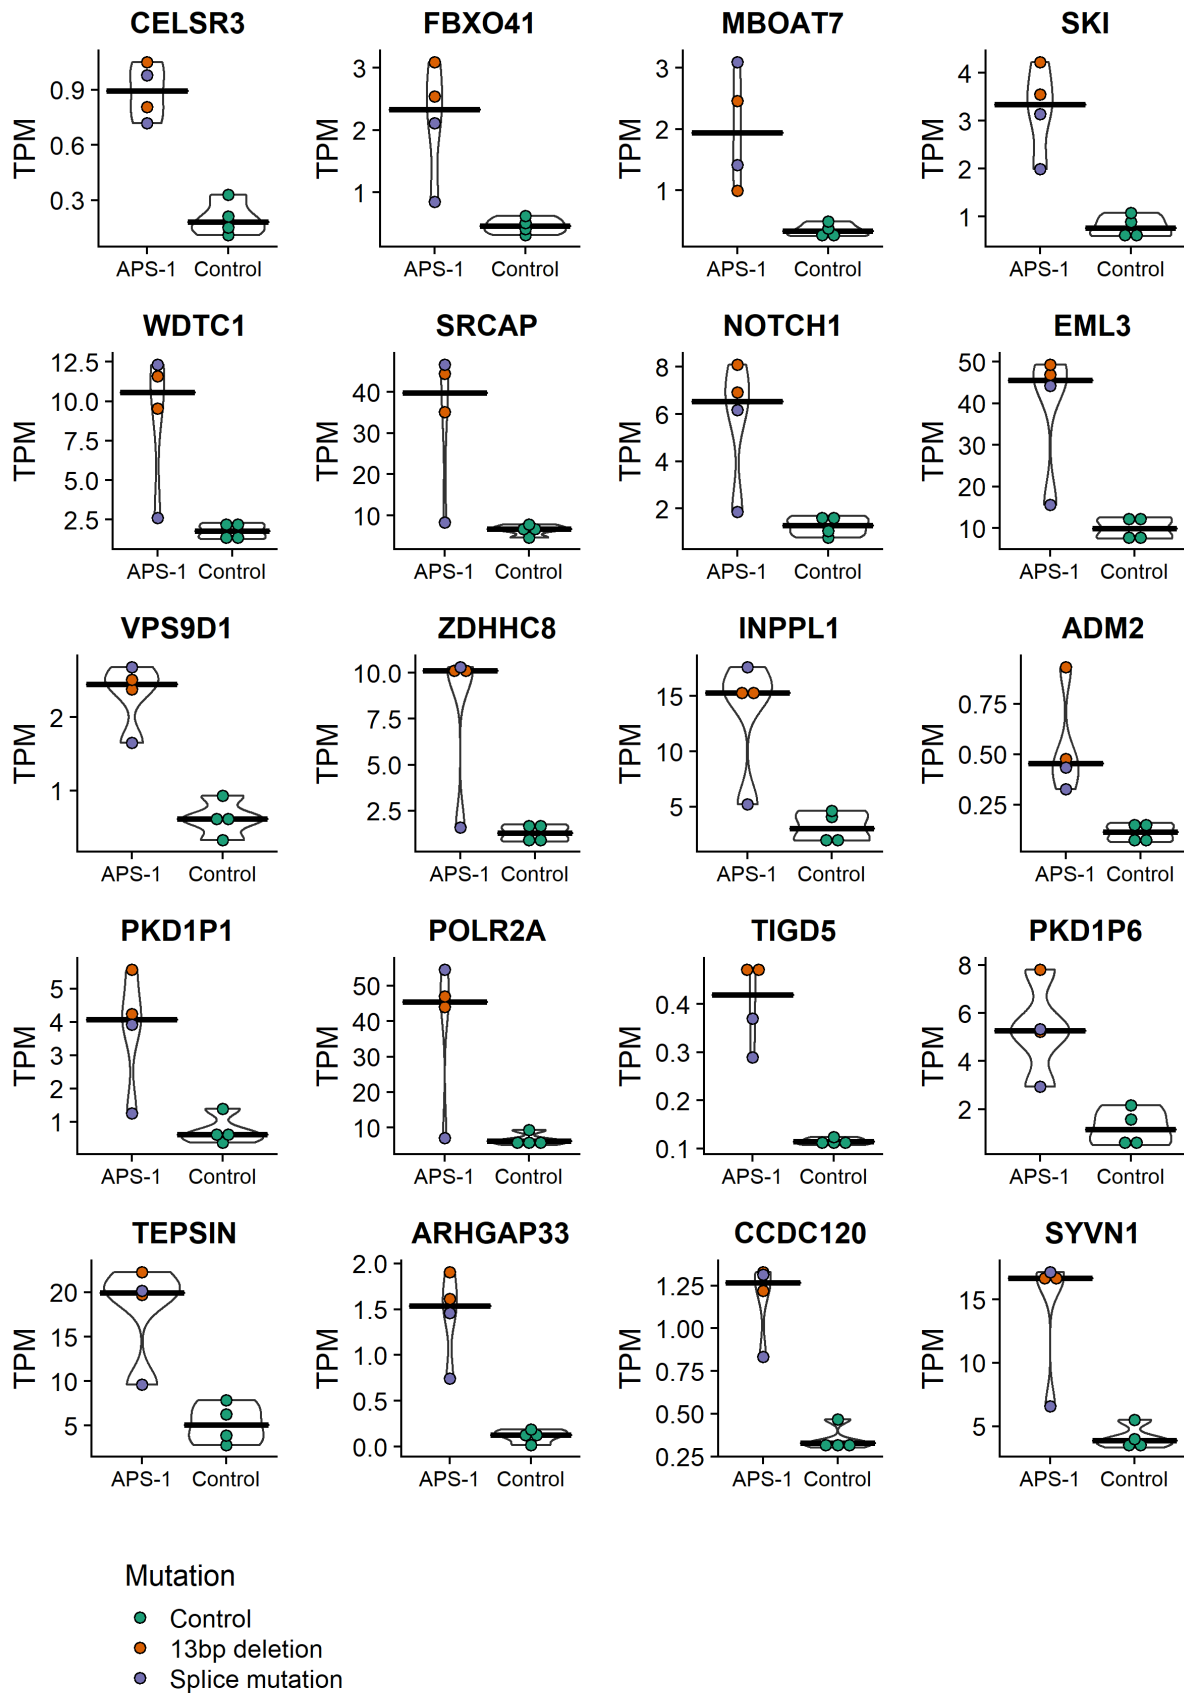 CELSR3 FBXO41 MBOAT7 SKI
TPM 0.9 0.6 0.3 TPM 3 2 1 TPM 3 2 1 TPM 4 3 2 1
APS-1 Control APS-1 Control APS-1 Control APS-1 Control
WDTC1 SRCAP NOTCH1 EML3
TPM 12.5 10.0 7.5 5.0 2.5 TPM 40 30 20 10 TPM 8 6 4 2 TPM 50 40 30 20 10
APS-1 Control APS-1 Control APS-1 Control APS-1 Control
VPS9D1 ZDHHC8 INPPL1 ADM2
TPM 2 1 TPM 10.0 7.5 5.0 2.5 TPM 15 10 5 TPM 0.75 0.50 0.25
APS-1 Control APS-1 Control APS-1 Control APS-1 Control
PKD1P1 POLR2A TIGD5 PKD1P6
TPM 5 4 3 2 1 TPM 50 40 30 20 10 TPM 0.4 0.3 0.2 0.1 TPM 8 6 4 2
APS-1 Control APS-1 Control APS-1 Control APS-1 Control
TEPSIN ARHGAP33 CCDC120 SYVN1
TPM 20 15 10 5 TPM 2.0 1.5 1.0 0.5 0.0 TPM 1.25 1.00 0.75 0.50 0.25 TPM 15 10 5
APS-1 Control APS-1 Control APS-1 Control APS-1 Control
Mutation
Control
13bp deletion
Splice mutation